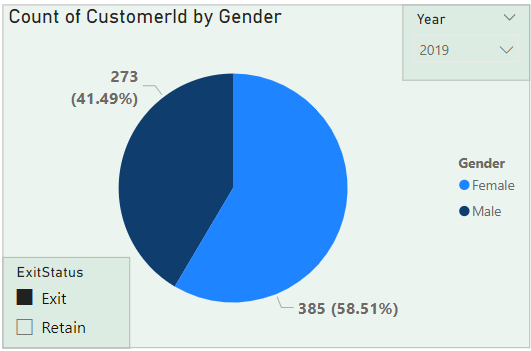 Count of CustomerId by Gender
Year
2019
273
(41.49%)
Gender
Female
Male
ExitStatus
Exit
Retain
385 (58.51%)